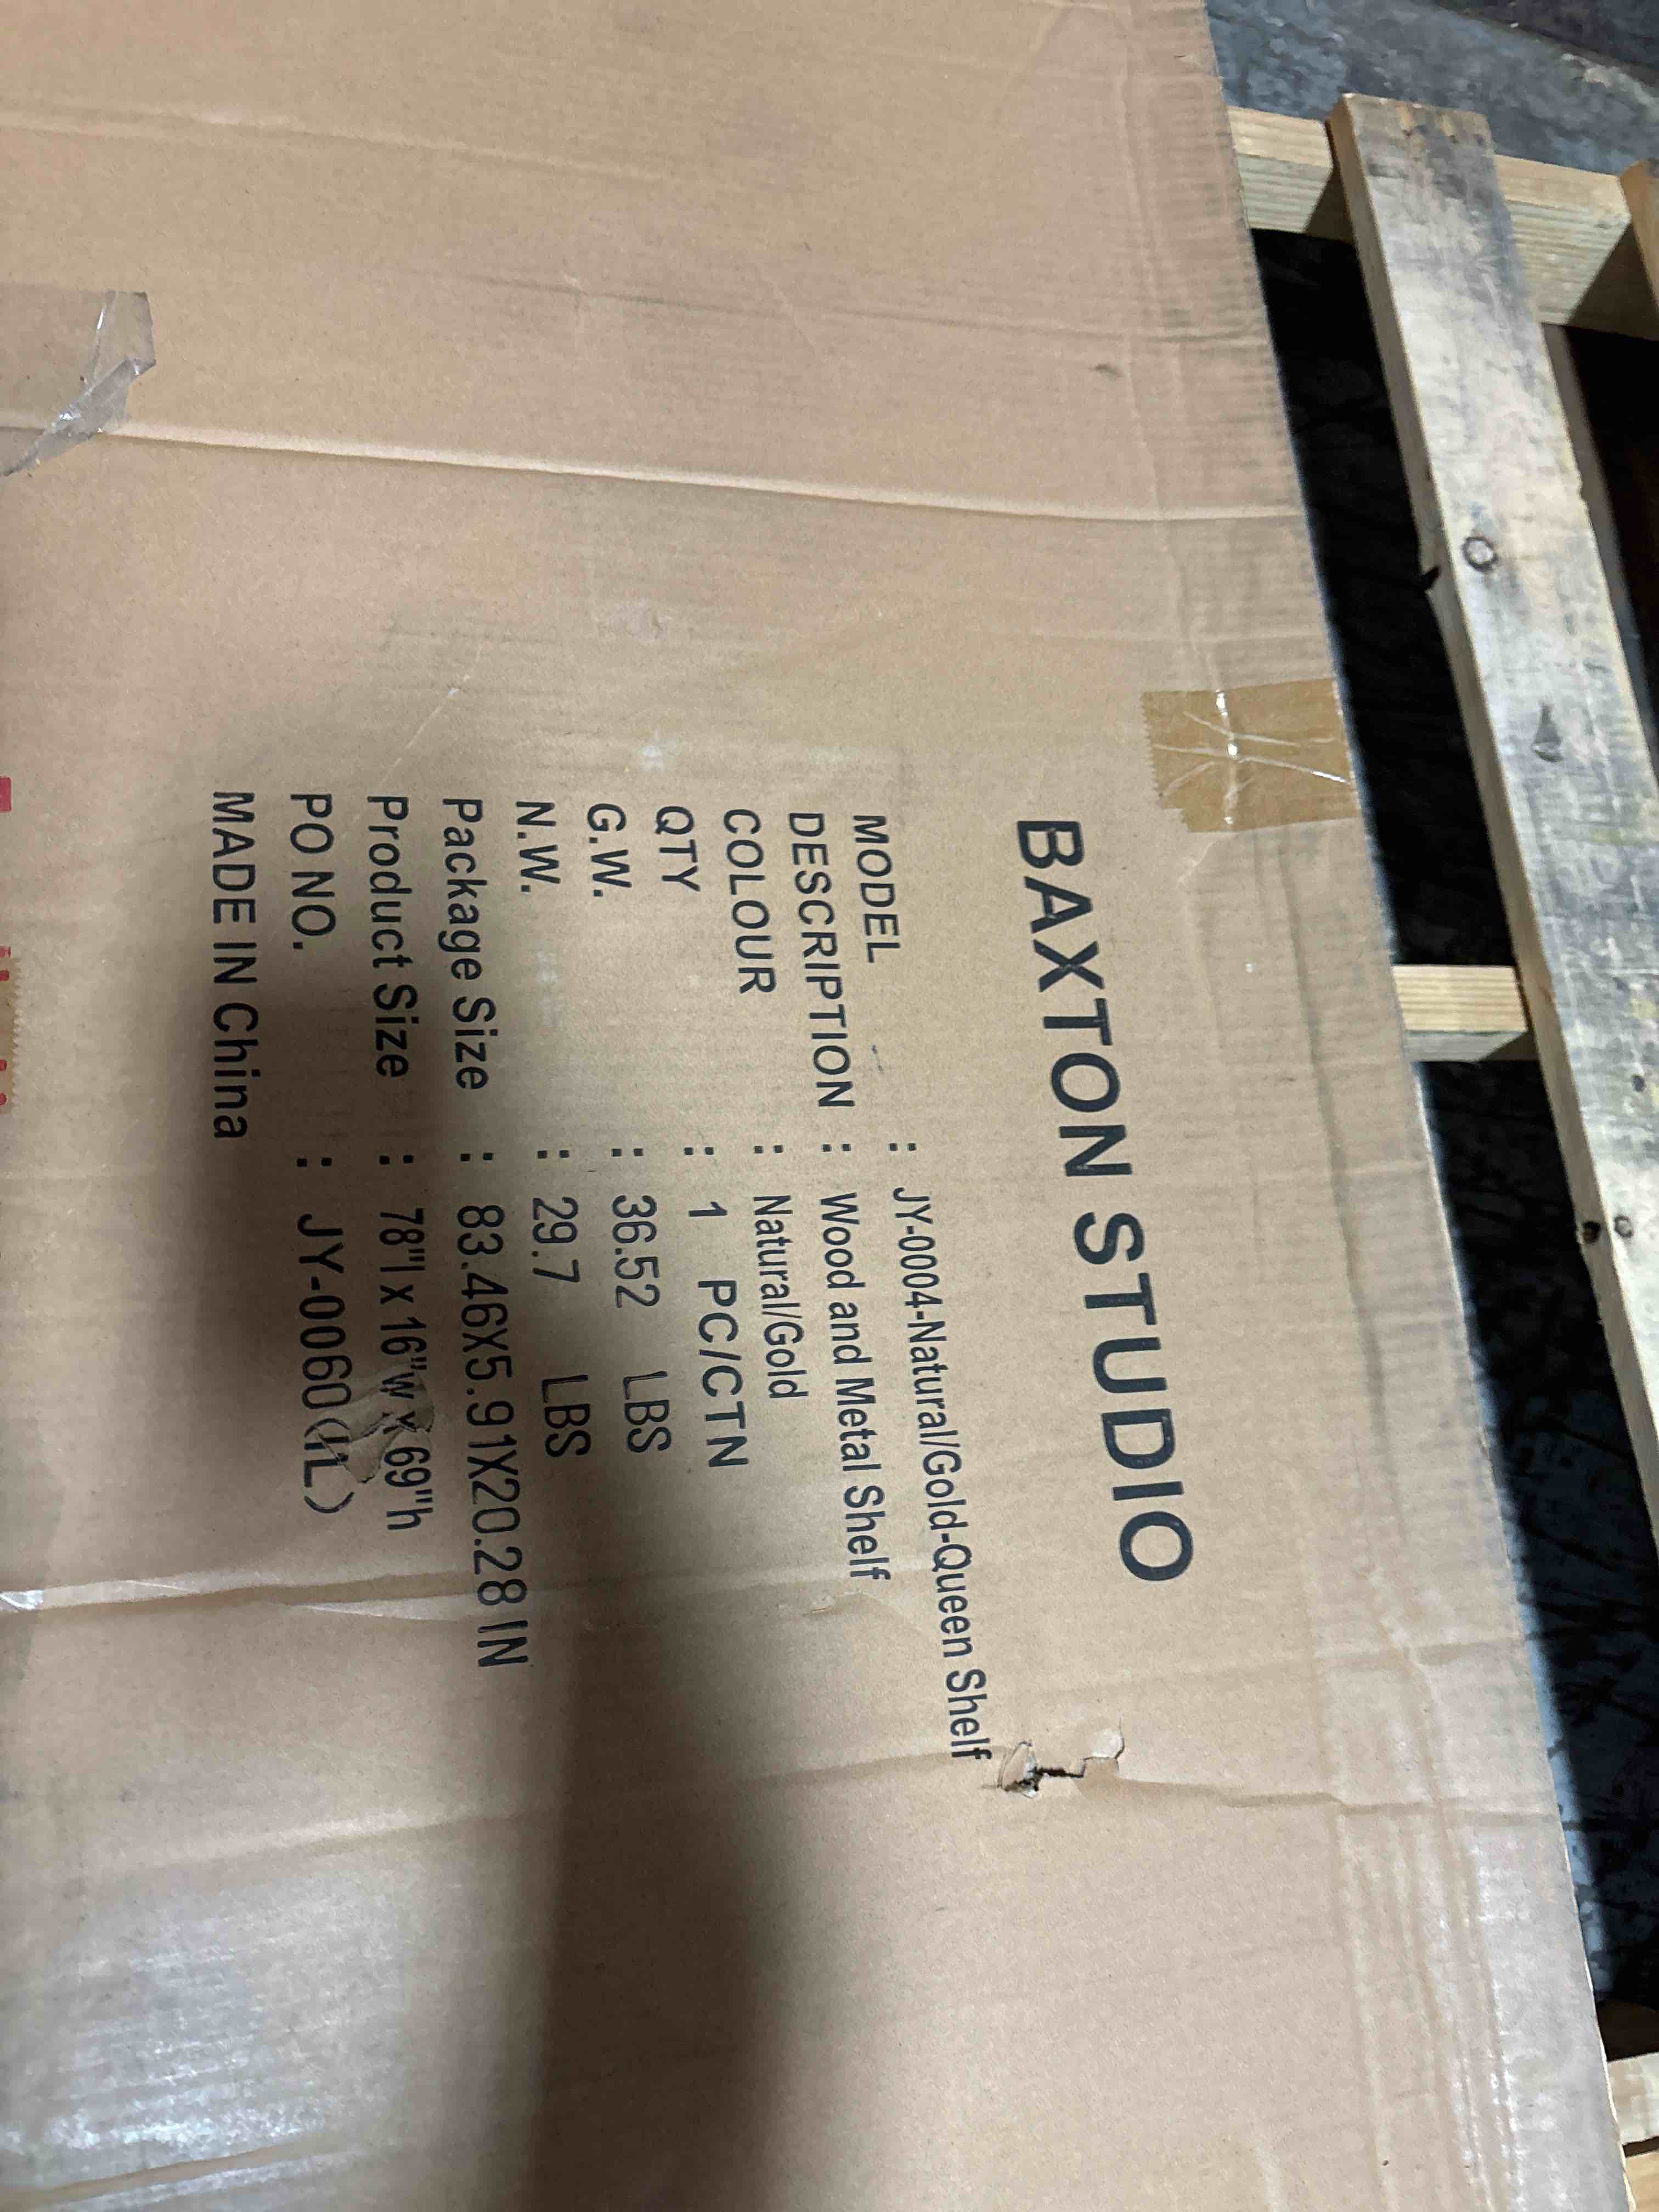 BAXTON STUDIO
MODEL : JY-0004-Natural/Gold-Queen Shelf
DESCRIPTION : Wood and Metal Shelf
COLOUR : Natural/Gold
QTY : 1 PC/CTN
G.W. : 36.52 LBS
N.W. : 29.7 LBS
Package Size : 83.46X5.91X20.28 IN
Product Size : 78"l x 16"w x 69"h
PO NO. : JY-0060(IL)
MADE IN China